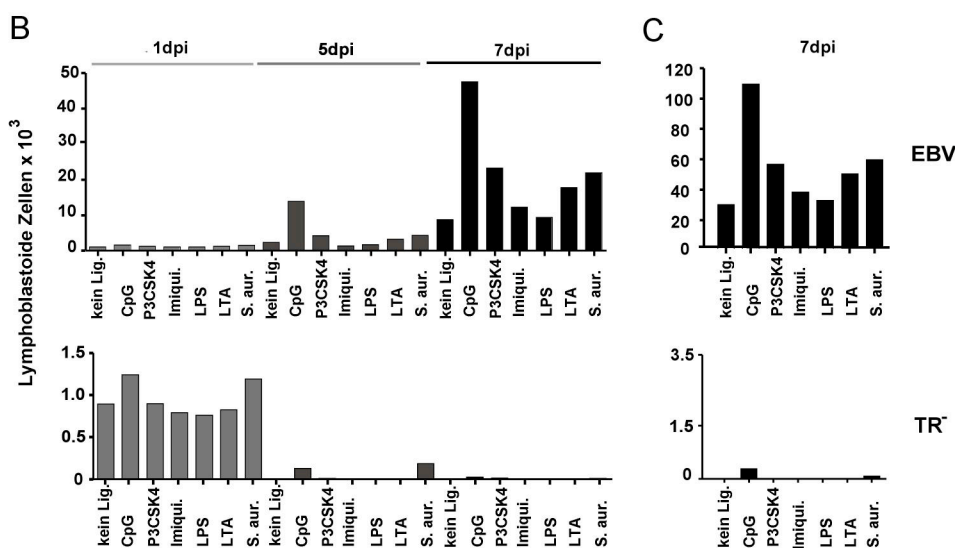 B
C
1dpi 5dpi 7dpi
7dpi
Lymphoblastoide Zellen x 10³
50
40
30
20
10
0
kein Lig. CpG P3CSK4 Imiqui. LPS LTA S. aur. kein Lig. CpG P3CSK4 Imiqui. LPS LTA S. aur. kein Lig. CpG P3CSK4 Imiqui. LPS LTA S. aur.
120
100
80
60
40
20
0
kein Lig. CpG P3CSK4 Imiqui. LPS LTA S. aur.
EBV
1.5
1.0
0.5
0
kein Lig. CpG P3CSK4 Imiqui. LPS LTA S. aur. kein Lig. CpG P3CSK4 Imiqui. LPS LTA S. aur. kein Lig. CpG P3CSK4 Imiqui. LPS LTA S. aur.
3.5
1.5
0
kein Lig. CpG P3CSK4 Imiqui. LPS LTA S. aur.
TR⁻